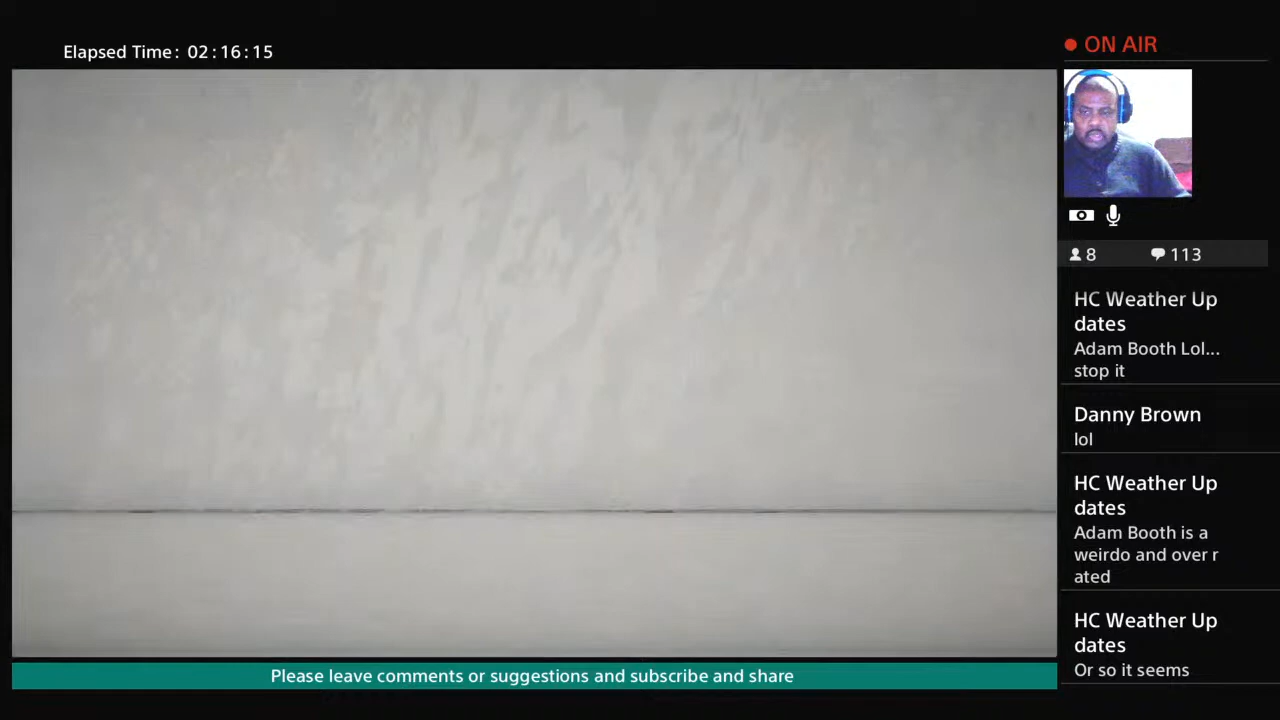 Elapsed Time: 02:16:15
ON AIR
8 113
HC Weather Up
dates
Adam Booth Lol...
stop it
Danny Brown
lol
HC Weather Up
dates
Adam Booth is a
weirdo and over r
ated
HC Weather Up
dates
Or so it seems
Please leave comments or suggestions and subscribe and share